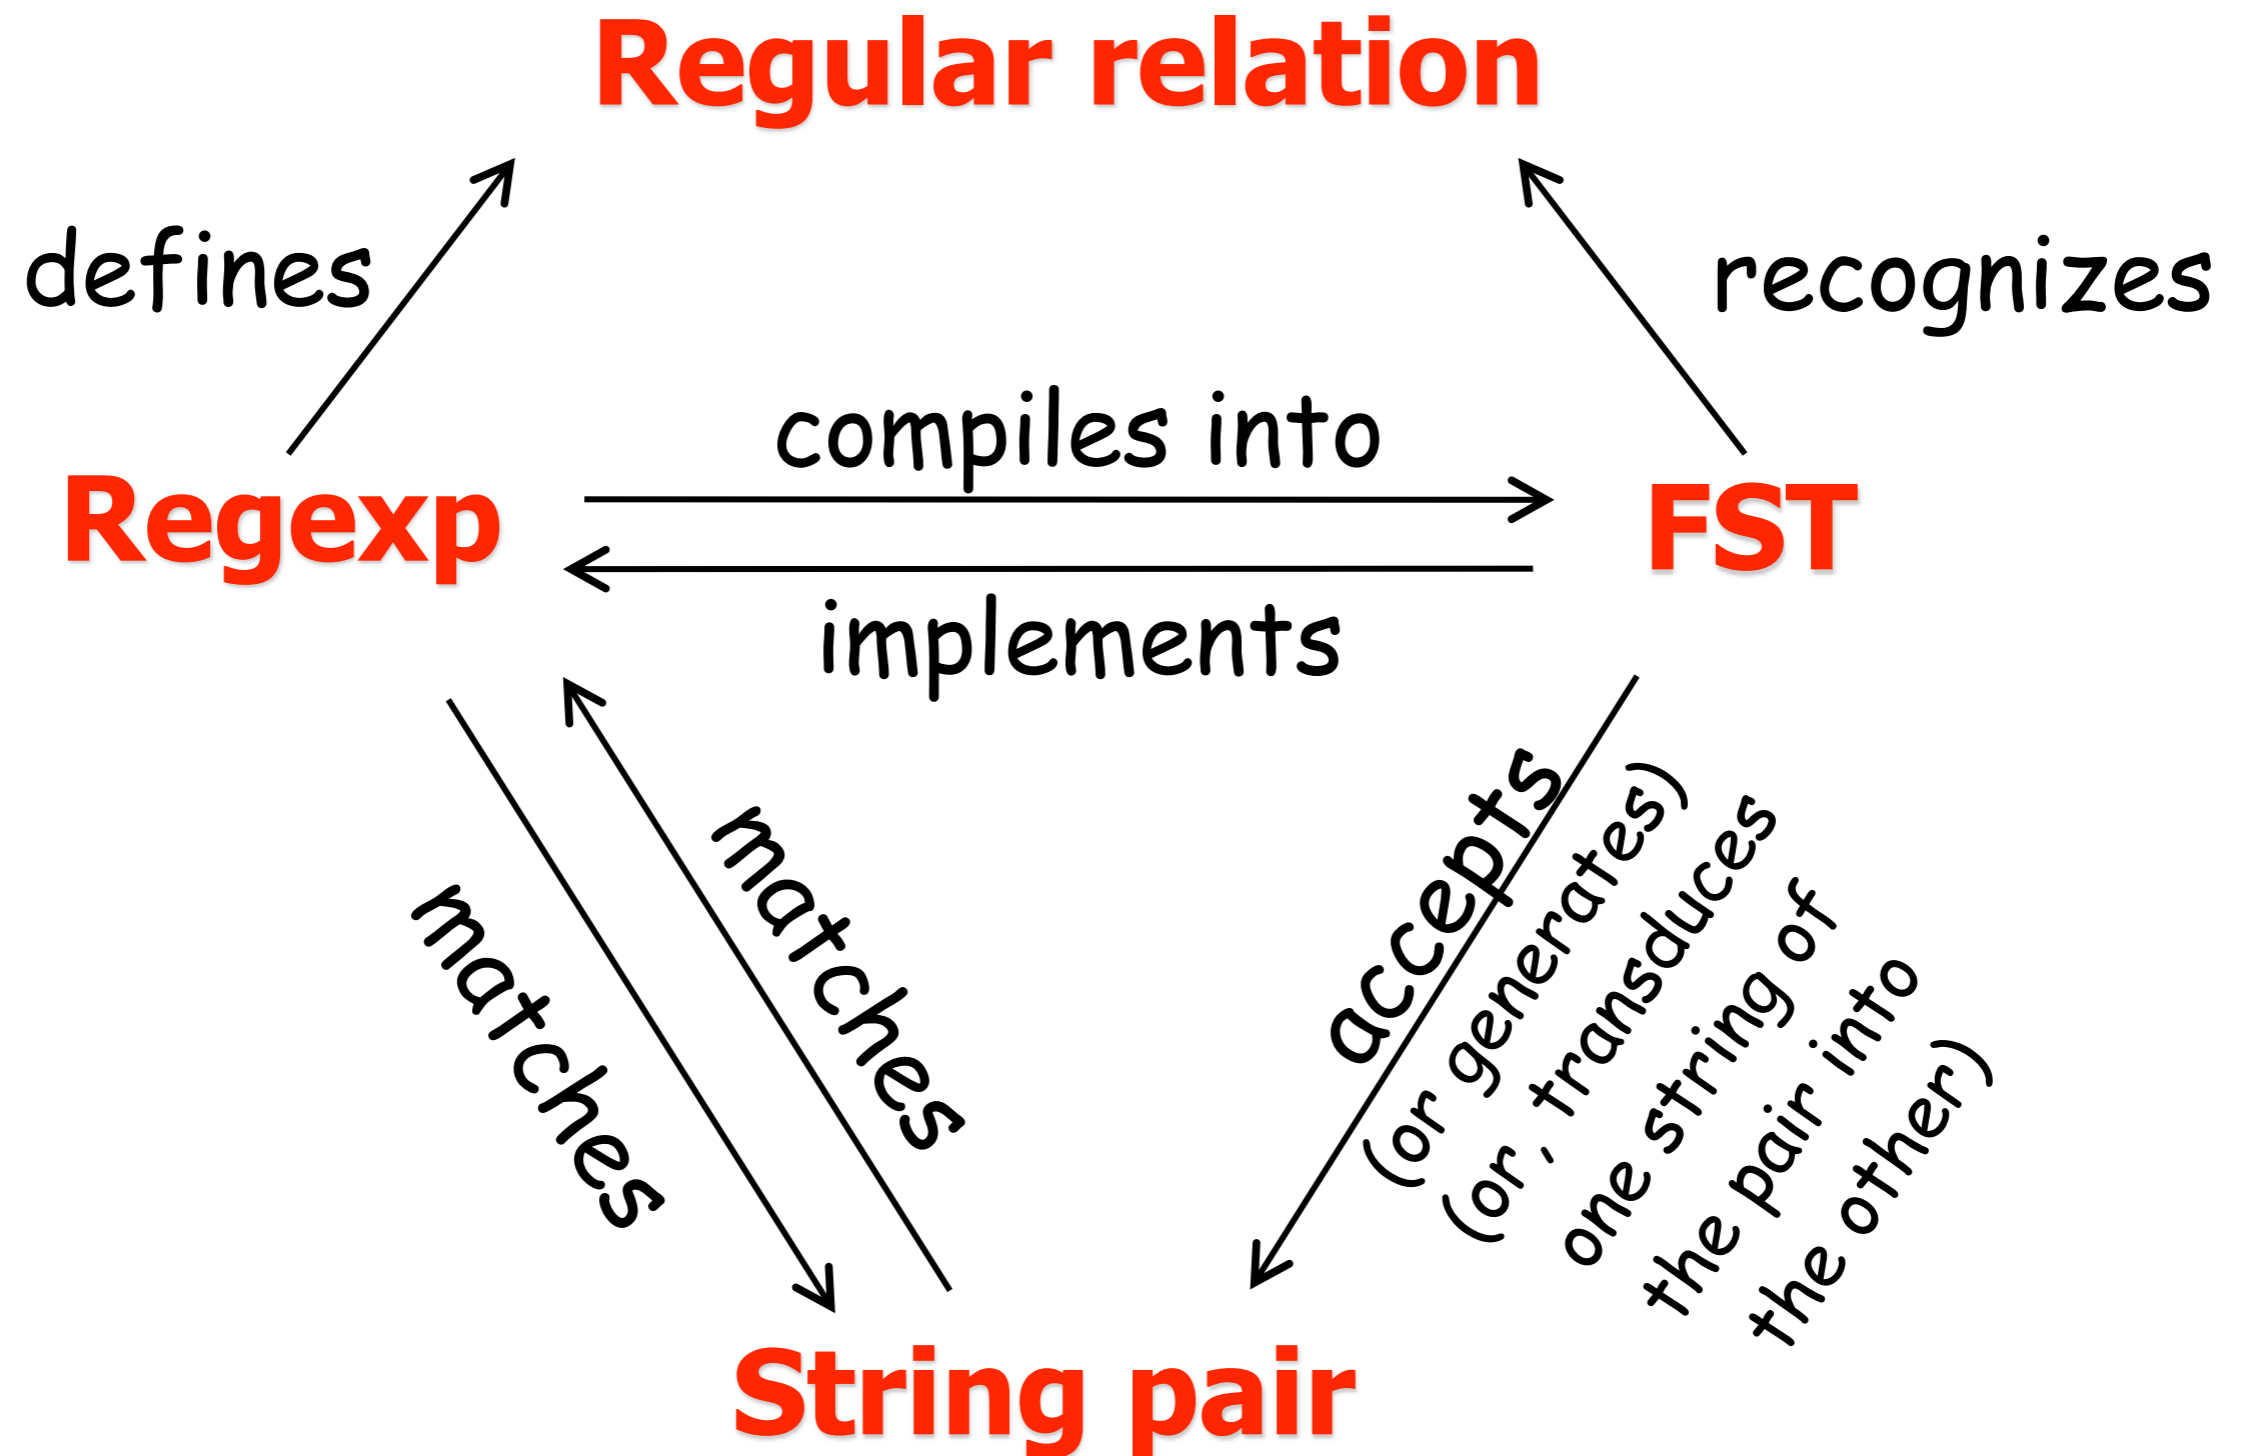 Regular relation
defines
recognizes
compiles into
Regexp
FST
implements
matches
matches
accepts
(or generates)
(or, transduces
one string of
the pair into
the other)
String pair